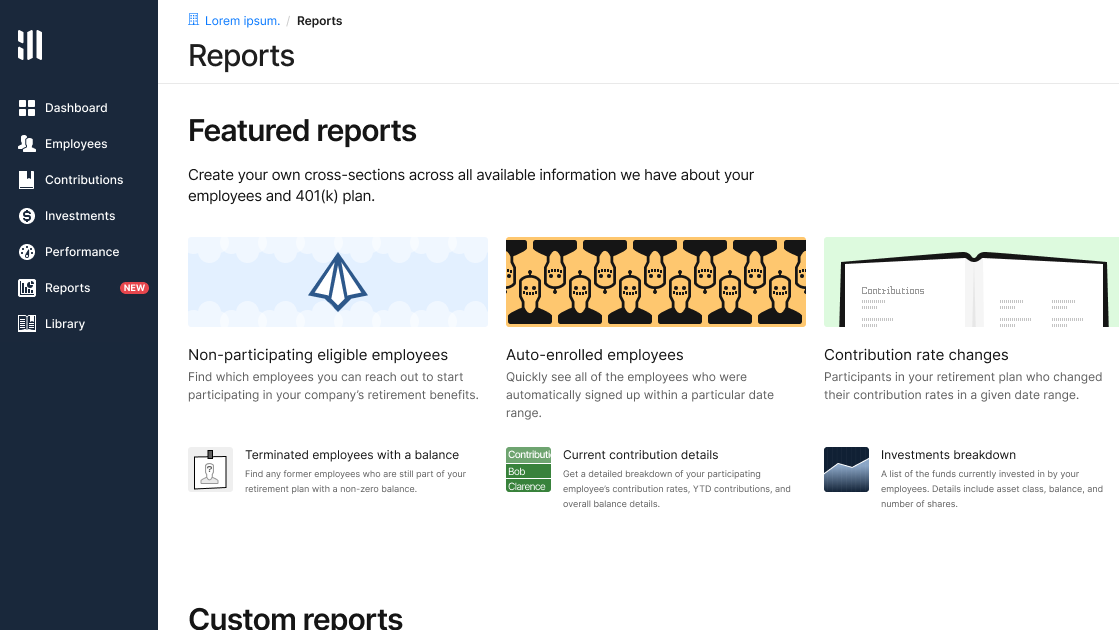 Lorem ipsum. / Reports
Reports
Dashboard
Employees
Contributions
Investments
Performance
Reports NEW
Library
Featured reports
Create your own cross-sections across all available information we have about your
employees and 401(k) plan.
Contributions
Non-participating eligible employees
Find which employees you can reach out to start
participating in your company’s retirement benefits.
Auto-enrolled employees
Quickly see all of the employees who were
automatically signed up within a particular date
range.
Contribution rate changes
Participants in your retirement plan who changed
their contribution rates in a given date range.
?
Terminated employees with a balance
Find any former employees who are still part of your
retirement plan with a non-zero balance.
Contributi
Bob
Clarence
Current contribution details
Get a detailed breakdown of your participating
employee’s contribution rates, YTD contributions, and
overall balance details.
Investments breakdown
A list of the funds currently invested in by your
employees. Details include asset class, balance, and
number of shares.
Custom reports